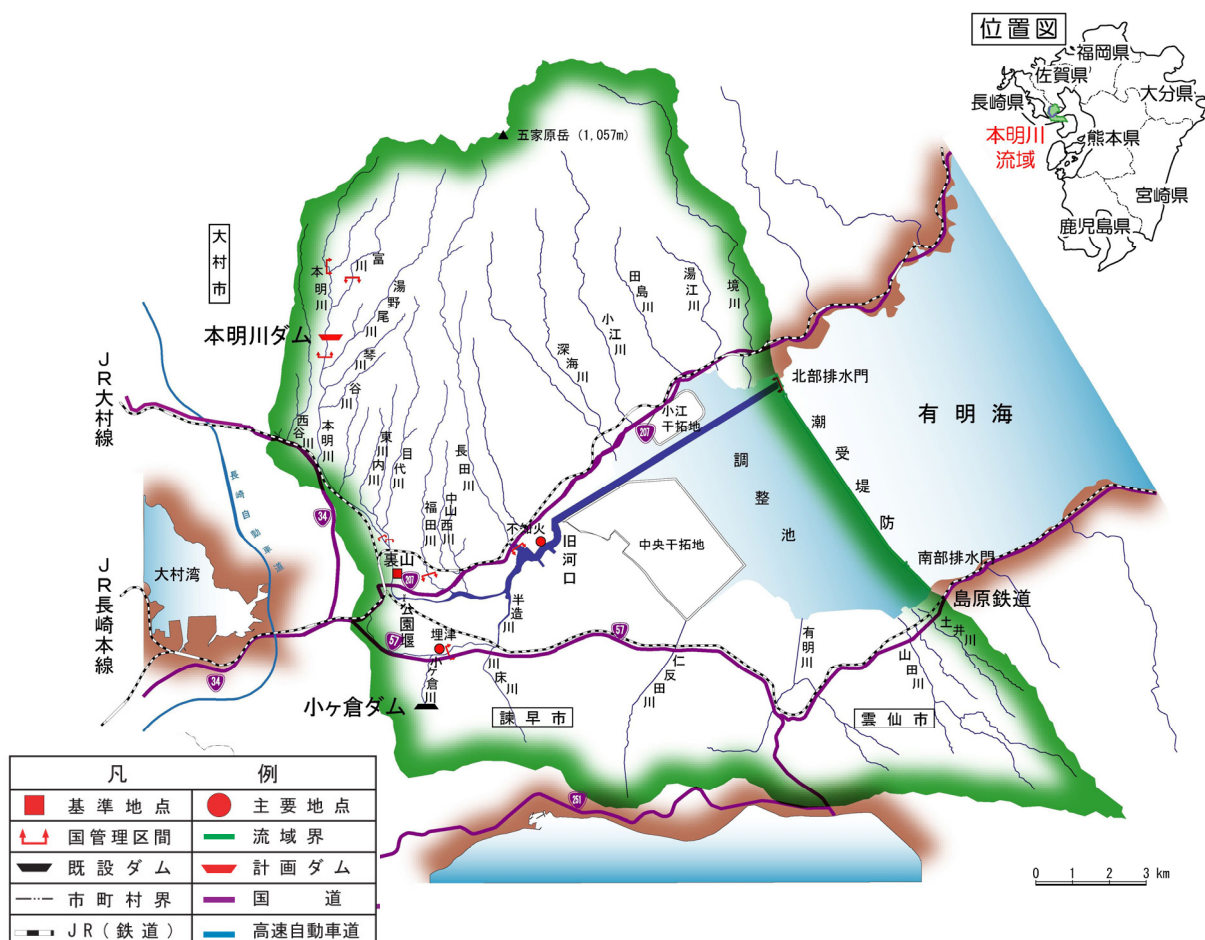 位置図
福岡県
佐賀県
長崎県
大分県
本明川
流域
熊本県
宮崎県
鹿児島県
五家原岳（1,057m）
大村市
本明川
富川
湯野尾川
琴川
谷川
本明川ダム
西谷川
本明川
東川内川
目代川
福田川
中山西川
長田川
深海川
小江川
田島川
湯江川
境川
北部排水門
有明海
潮受堤防
調整池
小江
干拓地
中央干拓地
南部排水門
島原鉄道
土井川
山田川
有明川
仁反田川
旧河口
不知火
半造川
裏山
公園堰
埋津
小ケ倉川
川床川
小ヶ倉ダム
諫早市
雲仙市
JR大村線
JR長崎本線
長崎自動車道
大村湾
34
34
207
207
57
57
251
0 1 2 3 km
凡 例
基準地点
主要地点
国管理区間
流域界
既設ダム
計画ダム
市町村界
国道
JR(鉄道)
高速自動車道